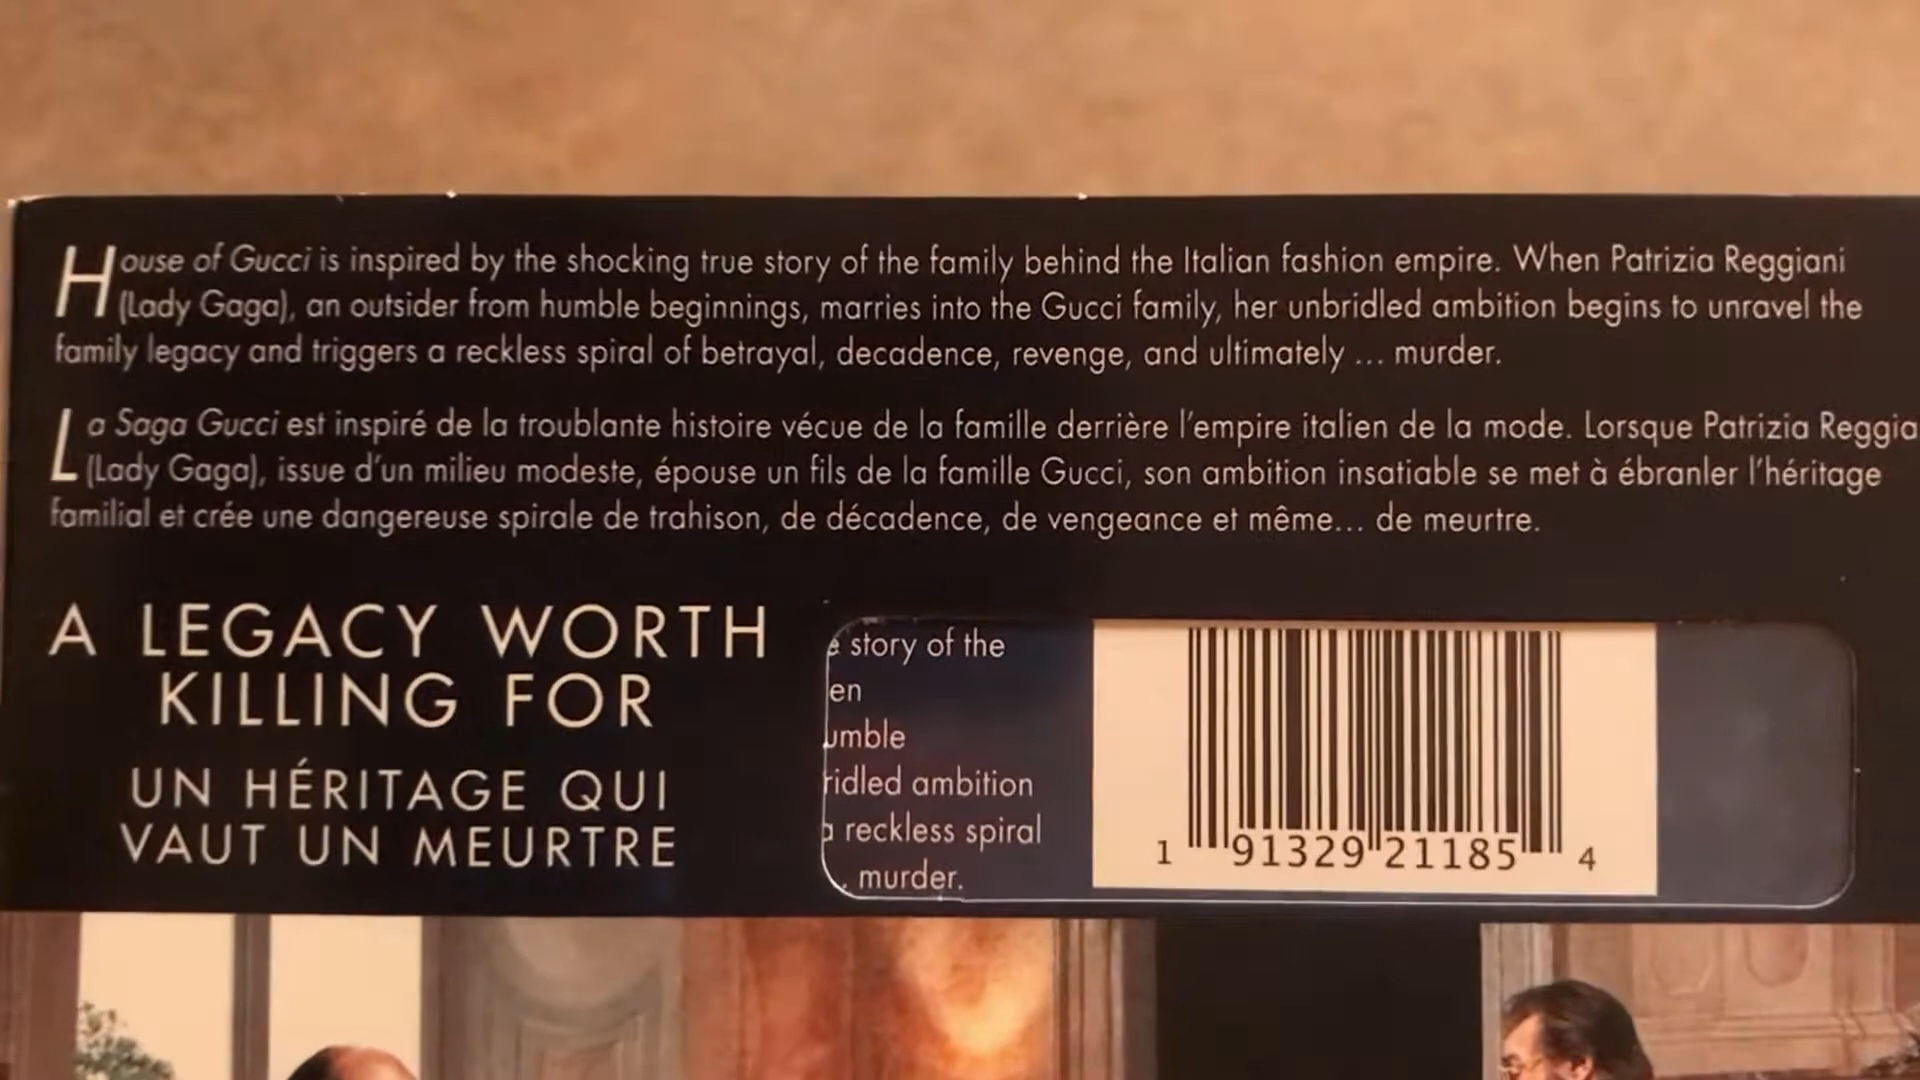 House of Gucci is inspired by the shocking true story of the family behind the Italian fashion empire. When Patrizia Reggiani
(Lady Gaga), an outsider from humble beginnings, marries into the Gucci family, her unbridled ambition begins to unravel the
family legacy and triggers a reckless spiral of betrayal, decadence, revenge, and ultimately ... murder.
La Saga Gucci est inspiré de la troublante histoire vécue de la famille derrière l'empire italien de la mode. Lorsque Patrizia Reggia
(Lady Gaga), issue d'un milieu modeste, épouse un fils de la famille Gucci, son ambition insatiable se met à ébranler l'héritage
familial et crée une dangereuse spirale de trahison, de décadence, de vengeance et même... de meurtre.
A LEGACY WORTH
KILLING FOR
UN HÉRITAGE QUI
VAUT UN MEURTRE
e story of the
en
umble
ridled ambition
a reckless spiral
. murder.
1 91329 21185 4